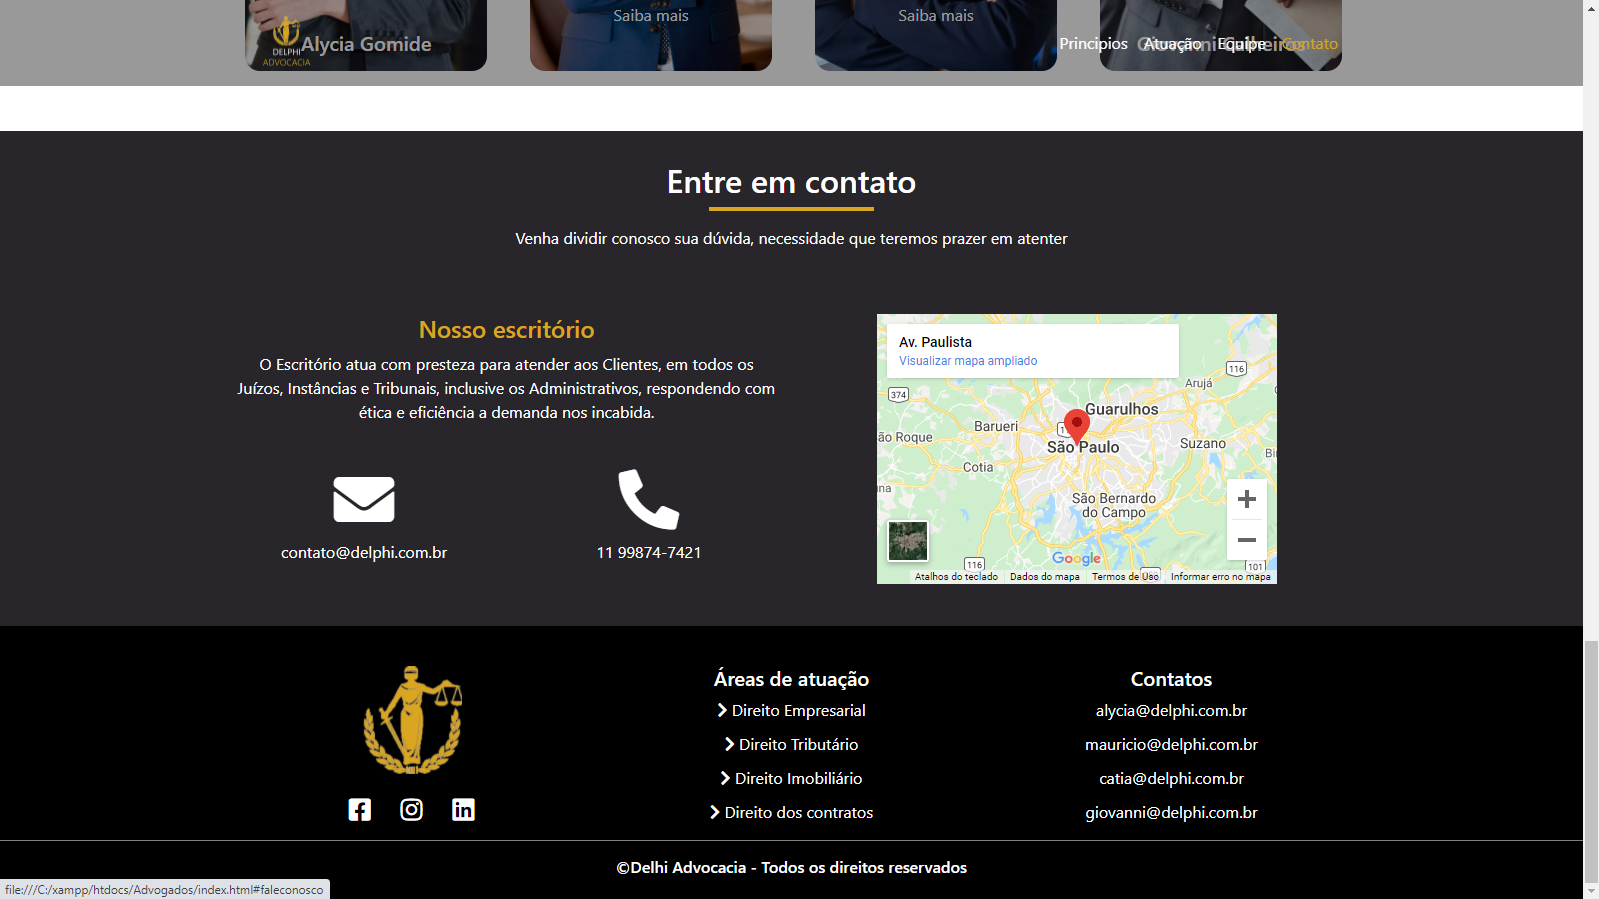 Saiba mais
Saiba mais
DELPHI
ADVOCACIA
Alycia Gomide
Principios
Atuação
Equipe
Contato
Entre em contato
Venha dividir conosco sua dúvida, necessidade que teremos prazer em atenter
Nosso escritório
O Escritório atua com presteza para atender aos Clientes, em todos os
Juízos, Instâncias e Tribunais, inclusive os Administrativos, respondendo com
ética e eficiência a demanda nos incabida.
contato@delphi.com.br
11 99874-7421
Av. Paulista
Visualizar mapa ampliado
116
Arujá
374
Guarulhos
Barueri
ão Roque
São Paulo
Suzano
Cotia
Bi
na
São Bernardo
do Campo
116
Google
101
Atalhos do teclado
Dados do mapa
Termos de Uso
Informar erro no mapa
Áreas de atuação
Direito Empresarial
Direito Tributário
Direito Imobiliário
Direito dos contratos
Contatos
alycia@delphi.com.br
mauricio@delphi.com.br
catia@delphi.com.br
giovanni@delphi.com.br
©Delhi Advocacia - Todos os direitos reservados
file:///C:/xampp/htdocs/Advogados/index.html#faleconosco